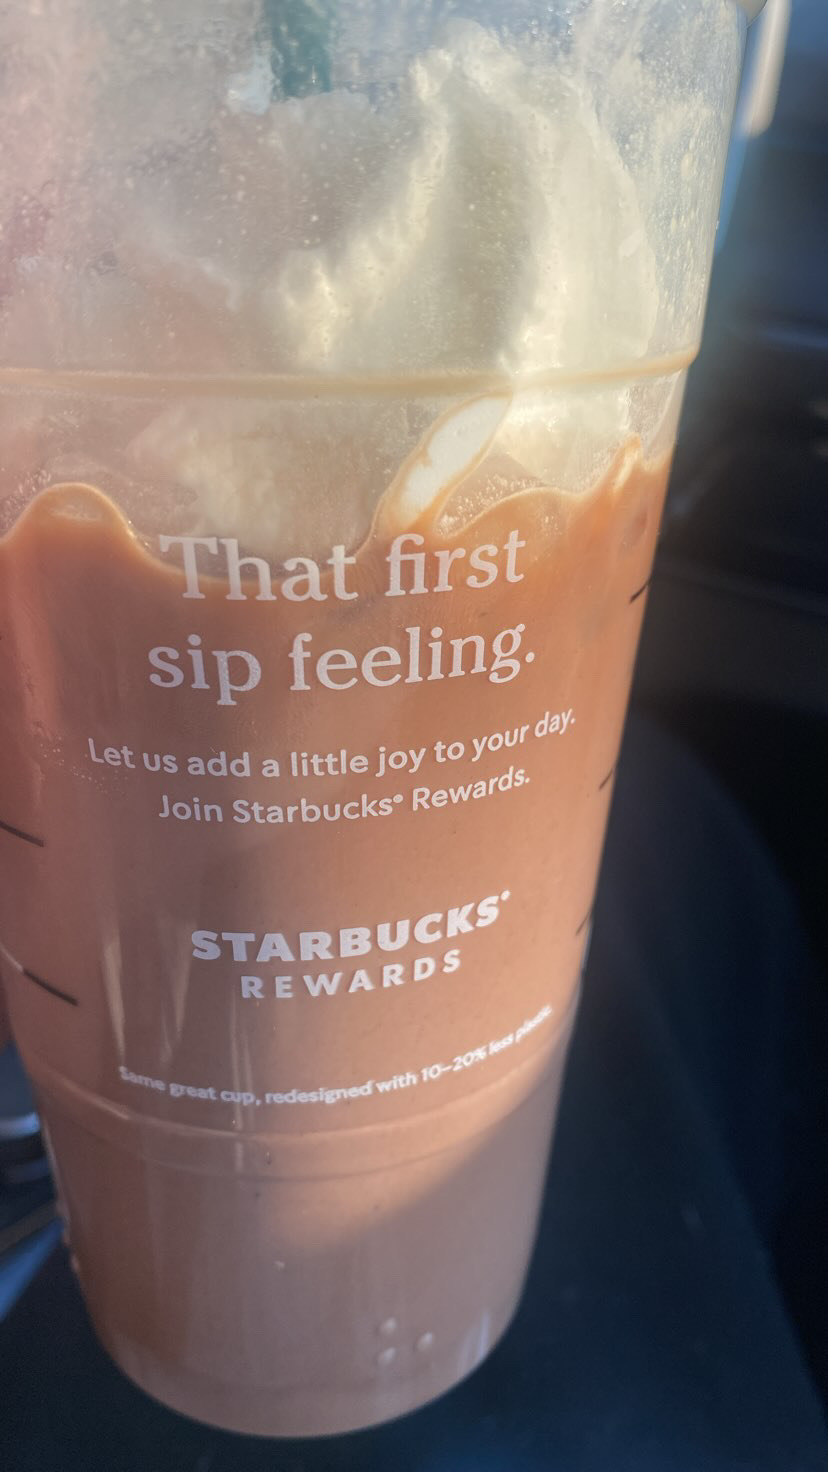 That first
sip feeling.
Let us add a little joy to your day.
Join Starbucks® Rewards.
STARBUCKS®
REWARDS
Same great cup, redesigned with 10–20% less plastic.